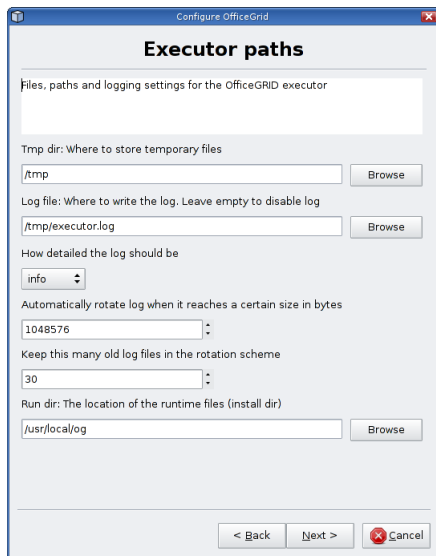 Configure OfficeGrid
Executor paths
Files, paths and logging settings for the OfficeGRID executor
Tmp dir: Where to store temporary files
/tmp
Browse
Log file: Where to write the log. Leave empty to disable log
/tmp/executor.log
Browse
How detailed the log should be
info
Automatically rotate log when it reaches a certain size in bytes
1048576
Keep this many old log files in the rotation scheme
30
Run dir: The location of the runtime files (install dir)
/usr/local/og
Browse
< Back
Next >
Cancel